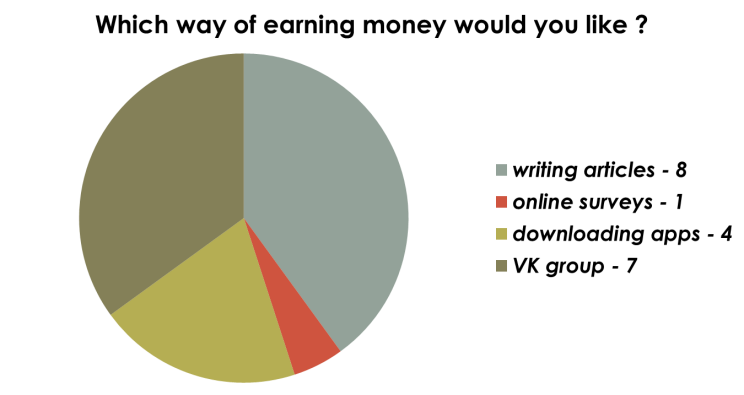 Which way of earning money would you like ?
writing articles - 8
online surveys - 1
downloading apps - 4
VK group - 7